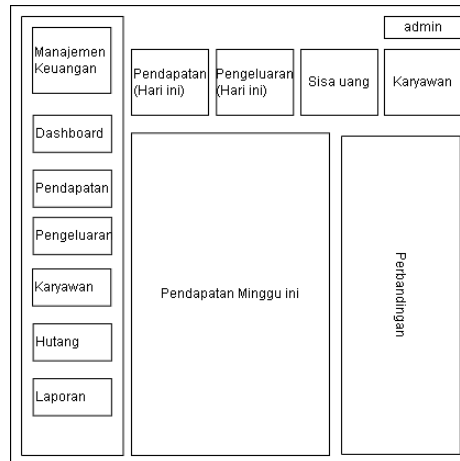 admin
Manajemen
Keuangan
Pendapatan
(Hari ini)
Pengeluaran
(Hari ini)
Sisa uang
Karyawan
Dashboard
Pendapatan
Pengeluaran
Karyawan
Hutang
Laporan
Pendapatan Minggu ini
Perbandingan